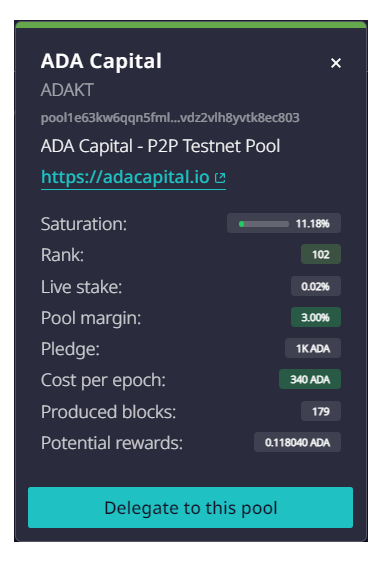 ADA Capital
ADAKT
pool1e63kw6qqn5fml...vdz2vlh8yvtk8ec803
ADA Capital - P2P Testnet Pool
https://adacapital.io
Saturation: 11.18%
Rank: 102
Live stake: 0.02%
Pool margin: 3.00%
Pledge: 1K ADA
Cost per epoch: 340 ADA
Produced blocks: 179
Potential rewards: 0.118040 ADA
Delegate to this pool